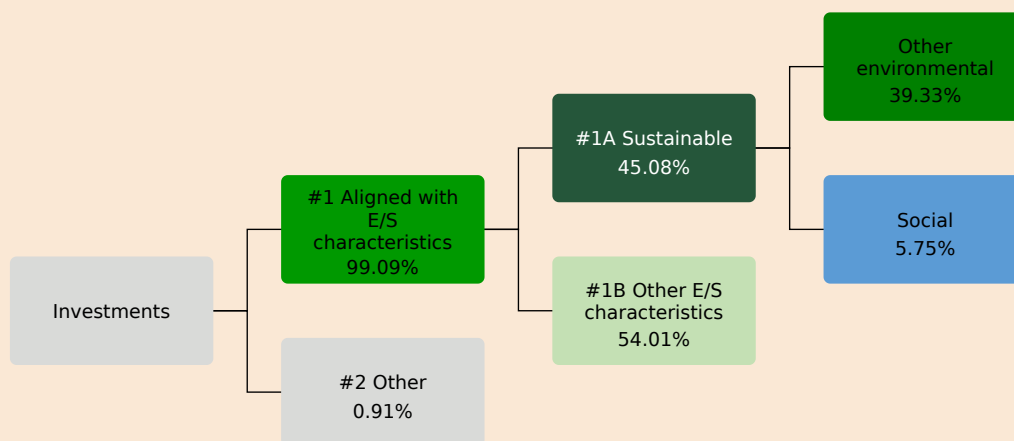 Investments
#1 Aligned with
E/S
characteristics
99.09%
#2 Other
0.91%
#1A Sustainable
45.08%
#1B Other E/S
characteristics
54.01%
Other
environmental
39.33%
Social
5.75%